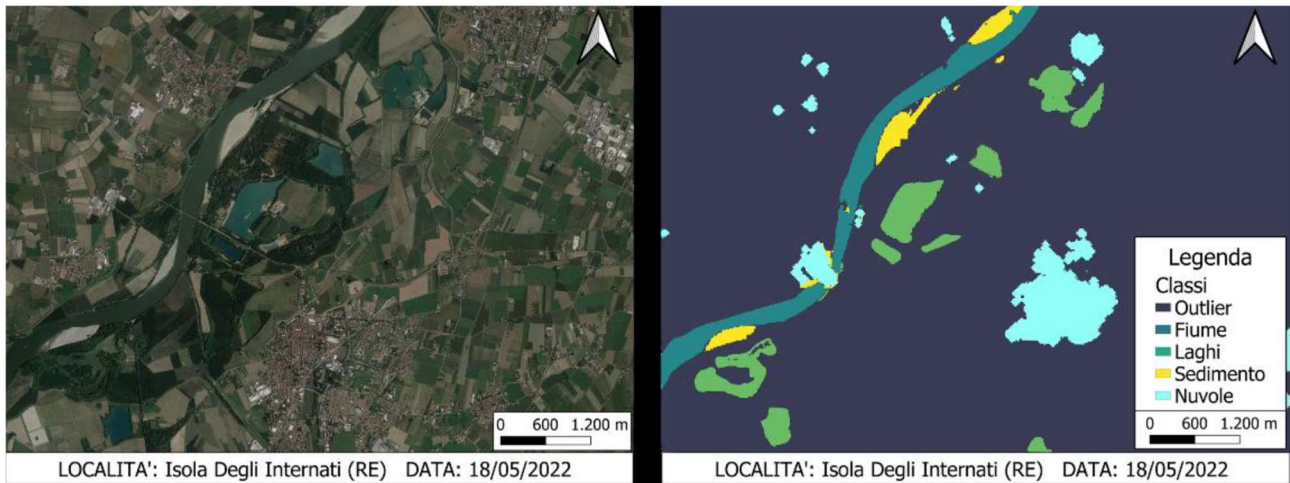 0 600 1.200 m
LOCALITA': Isola Degli Internati (RE) DATA: 18/05/2022
Legenda
Classi
Outlier
Fiume
Laghi
Sedimento
Nuvole
0 600 1.200 m
LOCALITA': Isola Degli Internati (RE) DATA: 18/05/2022